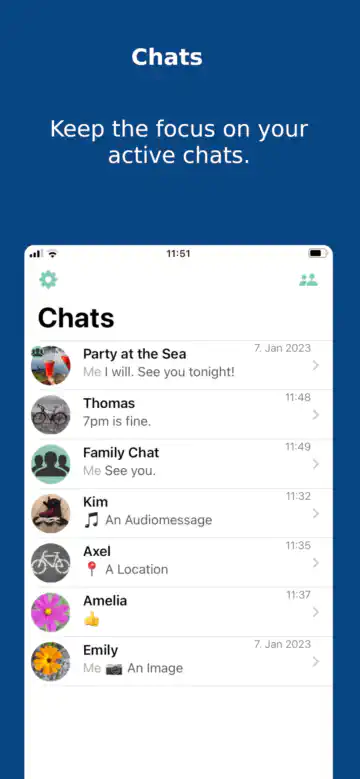 Chats
Keep the focus on your
active chats.
11:51
Chats
Party at the Sea
7. Jan 2023
Me I will. See you tonight!
Thomas
11:48
7pm is fine.
Family Chat
11:49
Me See you.
Kim
11:32
🎵 An Audiomessage
Axel
11:35
📍 A Location
Amelia
11:37
👍
Emily
7. Jan 2023
Me 📷 An Image